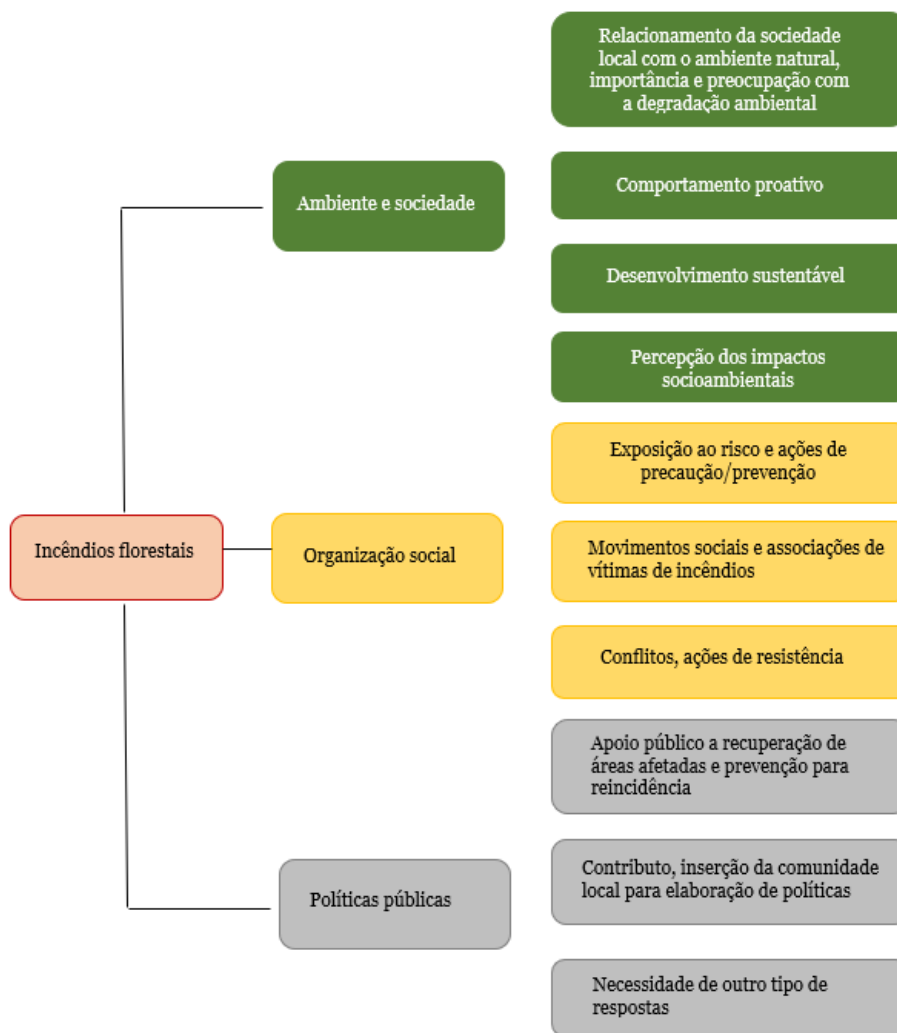 Relacionamento da sociedade
local com o ambiente natural,
importância e preocupação com
a degradação ambiental
Ambiente e sociedade
Comportamento proativo
Desenvolvimento sustentável
Percepção dos impactos
socioambientais
Exposição ao risco e ações de
precaução/prevenção
Incêndios florestais
Organização social
Movimentos sociais e associações de
vítimas de incêndios
Conflitos, ações de resistência
Apoio público a recuperação de
áreas afetadas e prevenção para
reincidência
Políticas públicas
Contributo, inserção da comunidade
local para elaboração de políticas
Necessidade de outro tipo de
respostas